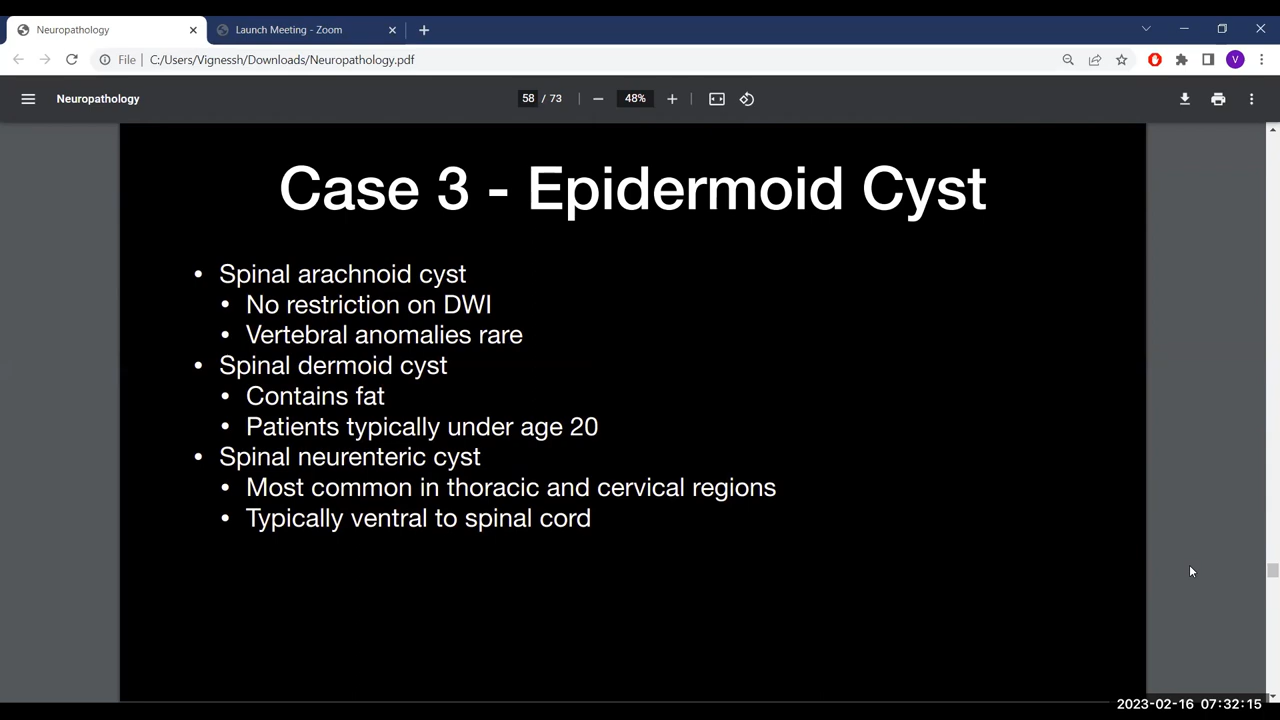 Neuropathology
Launch Meeting - Zoom
File
C:/Users/Vignessh/Downloads/Neuropathology.pdf
V
Neuropathology
58 / 73
48%
Case 3 - Epidermoid Cyst
• Spinal arachnoid cyst
• No restriction on DWI
• Vertebral anomalies rare
• Spinal dermoid cyst
• Contains fat
• Patients typically under age 20
• Spinal neurenteric cyst
• Most common in thoracic and cervical regions
• Typically ventral to spinal cord
2023-02-16 07:32:15